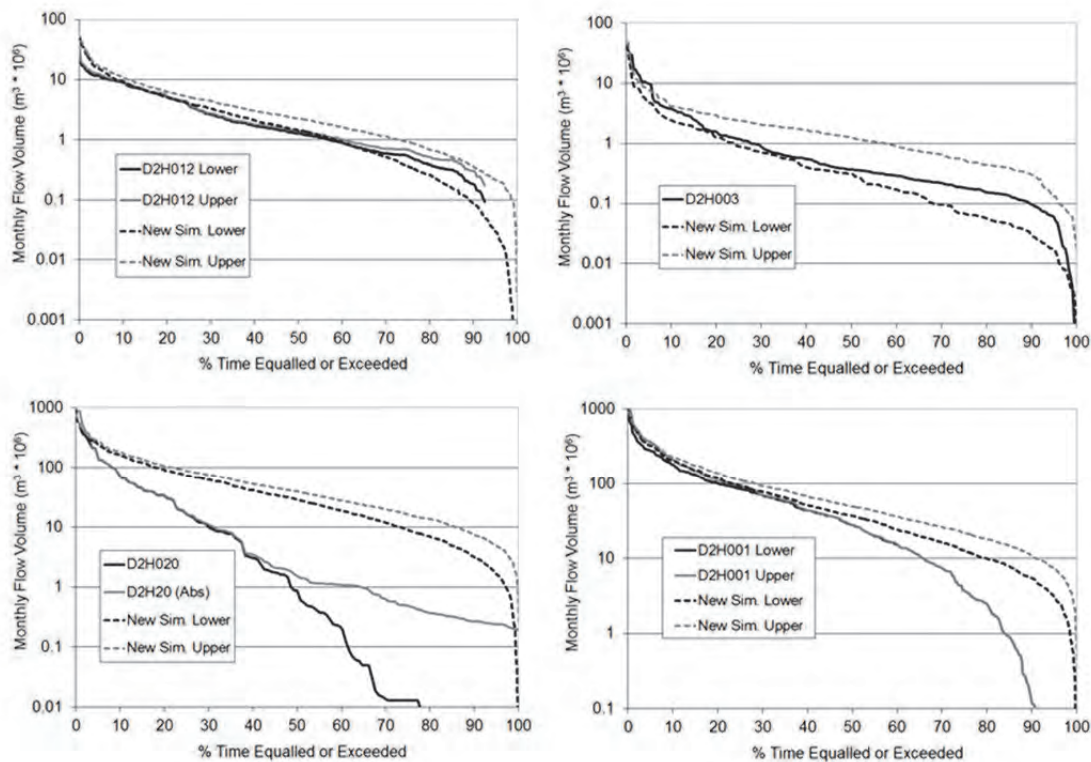 100
10
1
0.1
0.01
0.001
Monthly Flow Volume (m³ * 10⁶)
D2H012 Lower
D2H012 Upper
New Sim. Lower
New Sim. Upper
0 10 20 30 40 50 60 70 80 90 100
% Time Equalled or Exceeded
100
10
1
0.1
0.01
0.001
Monthly Flow Volume (m³ * 10⁶)
D2H003
New Sim. Lower
New Sim. Upper
0 10 20 30 40 50 60 70 80 90 100
% Time Equalled or Exceeded
1000
100
10
1
0.1
0.01
Monthly Flow Volume (m³ * 10⁶)
D2H020
D2H20 (Abs)
New Sim. Lower
New Sim. Upper
0 10 20 30 40 50 60 70 80 90 100
% Time Equalled or Exceeded
1000
100
10
1
0.1
Monthly Flow Volume (m³ * 10⁶)
D2H001 Lower
D2H001 Upper
New Sim. Lower
New Sim. Upper
0 10 20 30 40 50 60 70 80 90 100
% Time Equalled or Exceeded